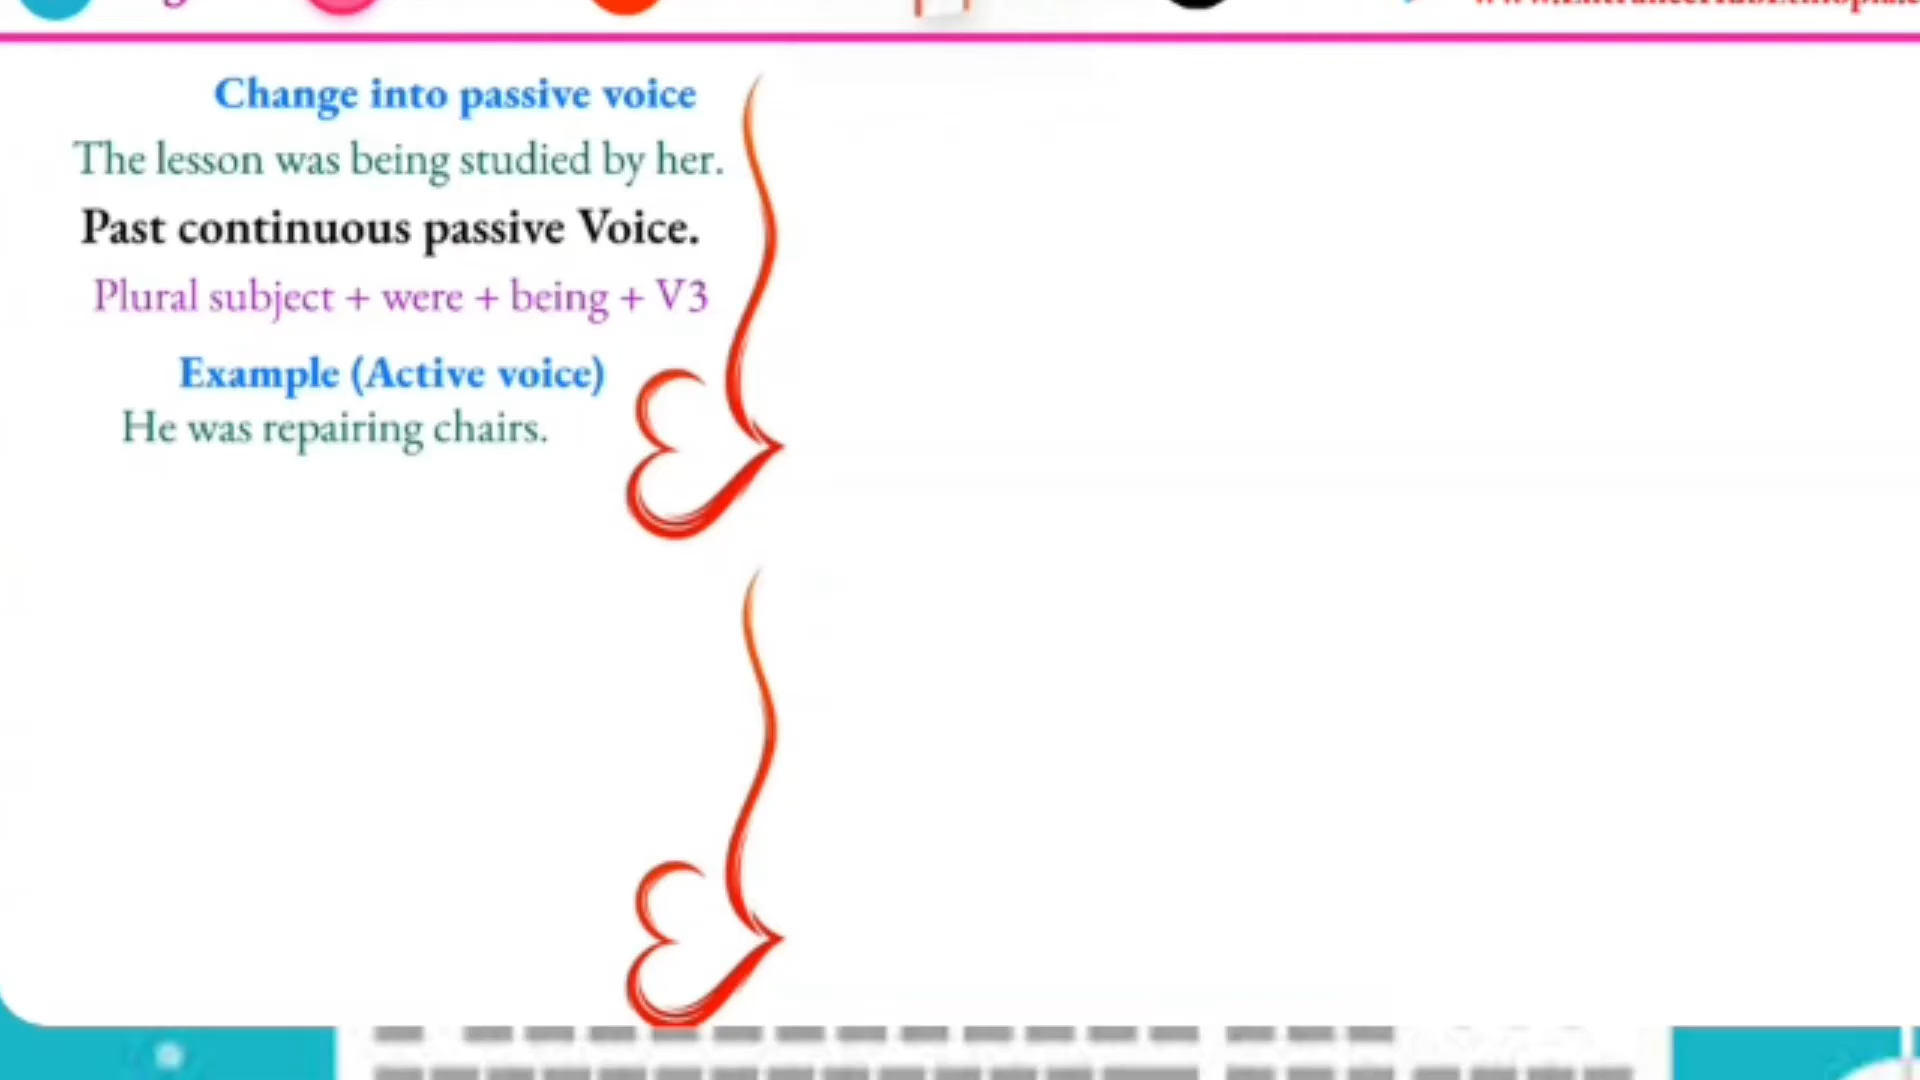 Change into passive voice
The lesson was being studied by her.
Past continuous passive Voice.
Plural subject + were + being + V3
Example (Active voice)
He was repairing chairs.